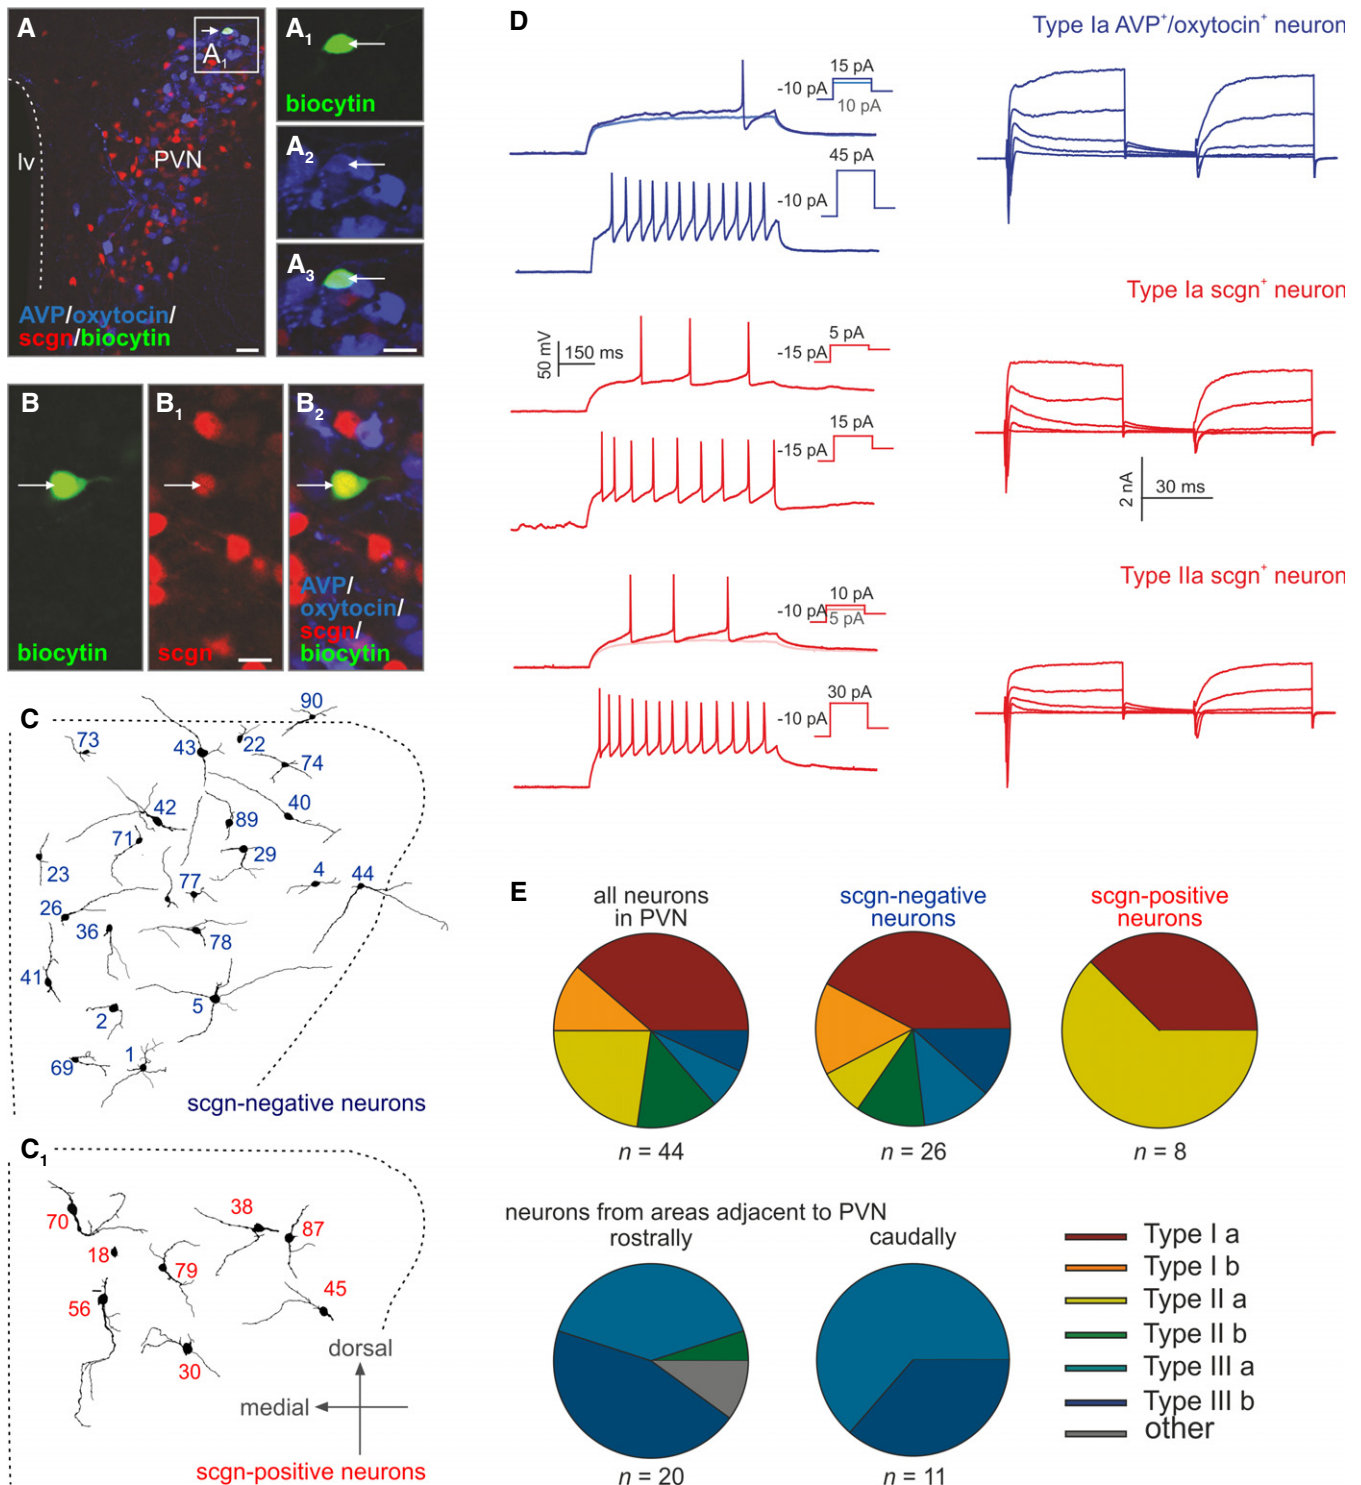 A
A1
lv
PVN
AVP/oxytocin/
scgn/biocytin
A1
biocytin
A2
A3
B
biocytin
B1
scgn
B2
AVP/
oxytocin/
scgn/
biocytin
C
90
73
43
22
74
42
40
71
89
29
23
77
4
44
26
36
78
41
5
2
1
69
scgn-negative neurons
C1
70
38
87
18
79
56
45
30
dorsal
medial
scgn-positive neurons
D
Type Ia AVP+/oxytocin+ neuron
15 pA
-10 pA
10 pA
45 pA
-10 pA
Type Ia scgn+ neuron
50 mV
150 ms
5 pA
-15 pA
15 pA
-15 pA
2 nA
30 ms
Type IIa scgn+ neuron
10 pA
-10 pA
5 pA
30 pA
-10 pA
E
all neurons
in PVN
n = 44
scgn-negative
neurons
n = 26
scgn-positive
neurons
n = 8
neurons from areas adjacent to PVN
rostrally
caudally
n = 20
n = 11
Type I a
Type I b
Type II a
Type II b
Type III a
Type III b
other